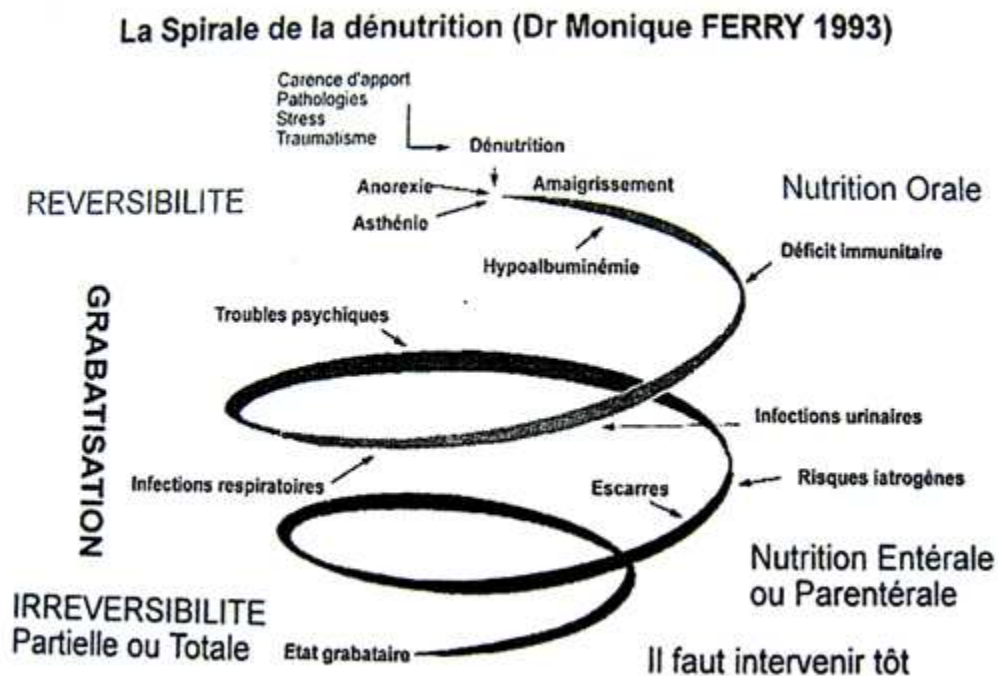 La Spirale de la dénutrition (Dr Monique FERRY 1993)
Carence d'apport
Pathologies
Stress
Traumatisme
Dénutrition
Anorexie
Amaigrissement
Nutrition Orale
REVERSIBILITE
Asthénie
Hypoalbuminémie
Déficit immunitaire
GRABATISATION
Troubles psychiques
Infections urinaires
Infections respiratoires
Escarres
Risques iatrogènes
Nutrition Entérale
ou Parentérale
IRREVERSIBILITE
Partielle ou Totale
Etat grabataire
Il faut intervenir tôt